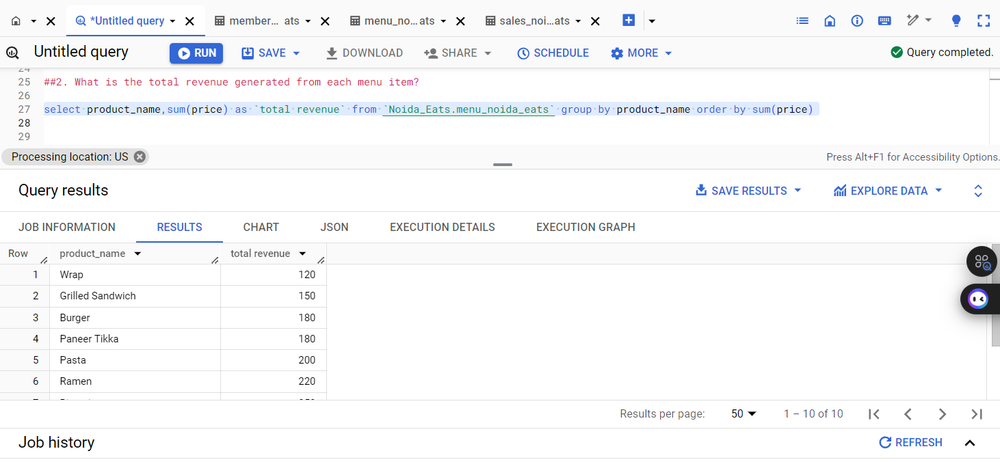 *Untitled query member... ats menu_no... ats sales_noi...ats
Untitled query RUN SAVE DOWNLOAD SHARE SCHEDULE MORE Query completed.
24
25 ##2. What is the total revenue generated from each menu item?
26
27 select product_name,sum(price) as `total revenue` from `Noida_Eats.menu_noida_eats` group by product_name order by sum(price)
28
29
Processing location: US Press Alt+F1 for Accessibility Options.
Query results SAVE RESULTS EXPLORE DATA
JOB INFORMATION RESULTS CHART JSON EXECUTION DETAILS EXECUTION GRAPH
Row product_name total revenue
1 Wrap 120
2 Grilled Sandwich 150
3 Burger 180
4 Paneer Tikka 180
5 Pasta 200
6 Ramen 220
Results per page: 50 1 – 10 of 10
Job history REFRESH